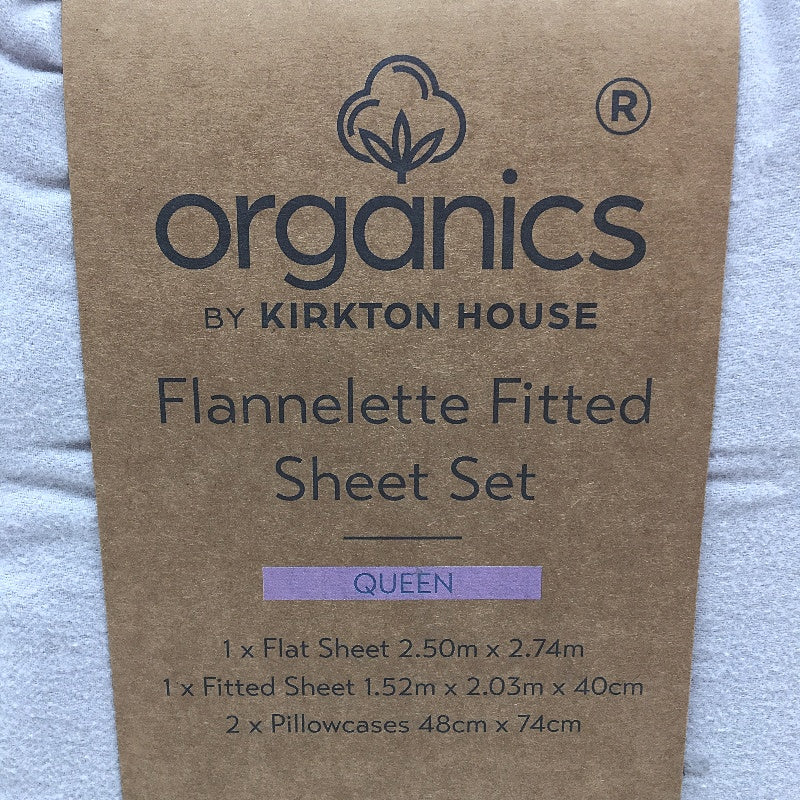 ®
organics
BY KIRKTON HOUSE
Flannelette Fitted
Sheet Set
QUEEN
1 x Flat Sheet 2.50m x 2.74m
1 x Fitted Sheet 1.52m x 2.03m x 40cm
2 x Pillowcases 48cm x 74cm